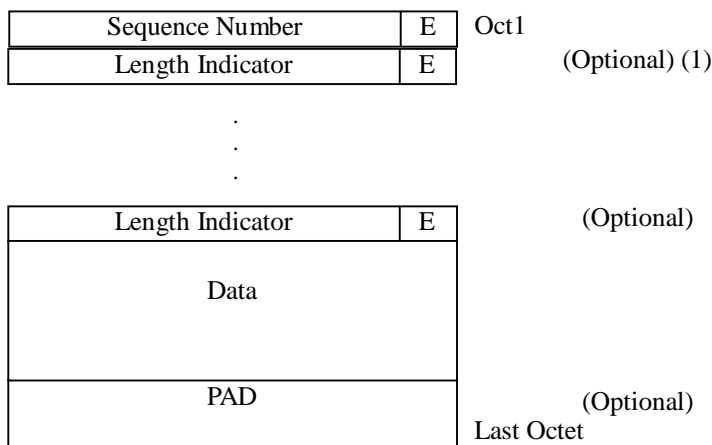 Sequence Number E Oct1
Length Indicator E (Optional) (1)
.
.
.
Length Indicator E (Optional)
Data
PAD (Optional)
Last Octet